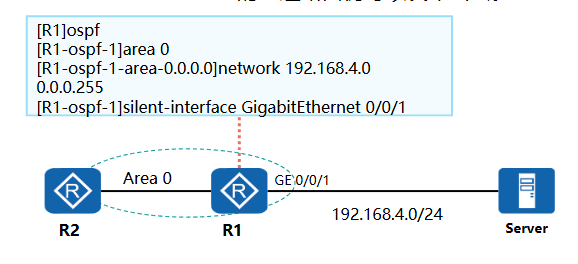 [R1]ospf
[R1-ospf-1]area 0
[R1-ospf-1-area-0.0.0.0]network 192.168.4.0
0.0.0.255
[R1-ospf-1]silent-interface GigabitEthernet 0/0/1
Area 0
GE 0/0/1
R
R
192.168.4.0/24
R2
R1
Server